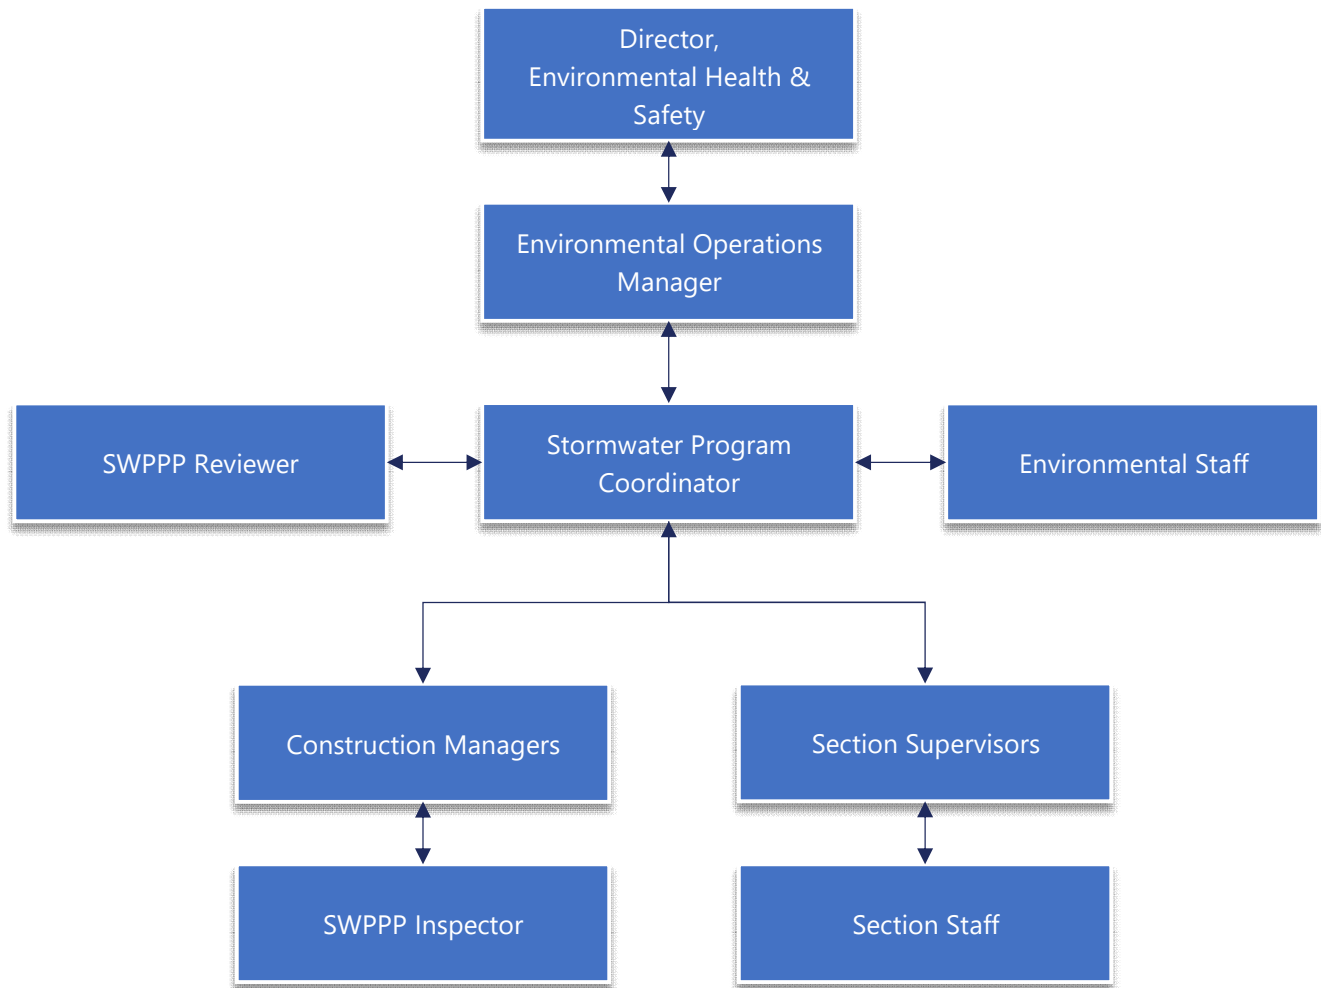 Director,
Environmental Health &
Safety
Environmental Operations
Manager
SWPPP Reviewer
Stormwater Program
Coordinator
Environmental Staff
Construction Managers
Section Supervisors
SWPPP Inspector
Section Staff